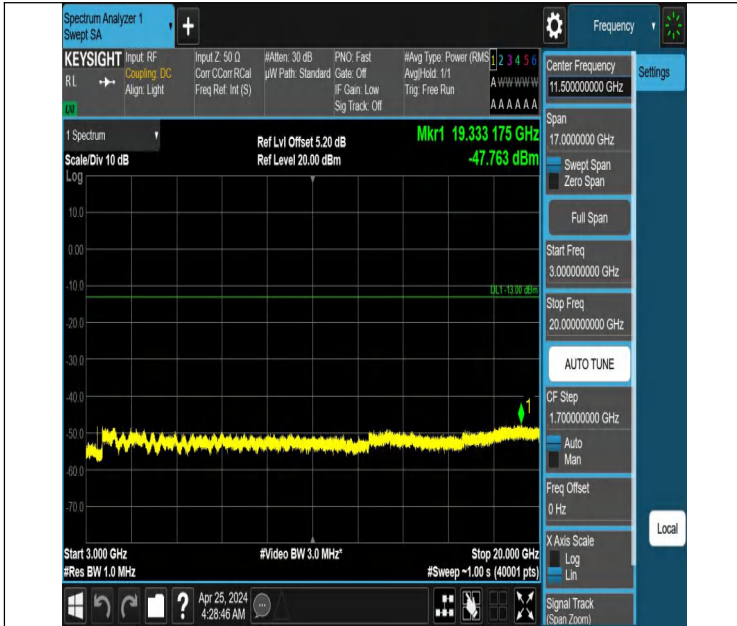 Spectrum Analyzer 1
Swept SA
+
Frequency
KEYSIGHT
RL
Input: RF
Coupling: DC
Align: Light
Input Z: 50 Ω
Corr CCorr RCal
Freq Ref: Int (S)
#Atten: 30 dB
µW Path: Standard
PNO: Fast
Gate: Off
IF Gain: Low
Sig Track: Off
#Avg Type: Power (RMS
Avg|Hold: 1/1
Trig: Free Run
1 2 3 4 5 6
A W W W W W
A A A A A A
1 Spectrum
Scale/Div 10 dB
Log
Ref Lvl Offset 5.20 dB
Ref Level 20.00 dBm
Mkr1 19.333 175 GHz
-47.763 dBm
10.0
0.00
-10.0
DL1 -13.00 dBm
-20.0
-30.0
-40.0
1
-50.0
-60.0
-70.0
Start 3.000 GHz
#Res BW 1.0 MHz
#Video BW 3.0 MHz*
Stop 20.000 GHz
#Sweep ~1.00 s (40001 pts)
?
Apr 25, 2024
4:28:46 AM
Center Frequency
11.500000000 GHz
Span
17.0000000 GHz
Swept Span
Zero Span
Full Span
Start Freq
3.000000000 GHz
Stop Freq
20.000000000 GHz
AUTO TUNE
CF Step
1.700000000 GHz
Auto
Man
Freq Offset
0 Hz
X Axis Scale
Log
Lin
Signal Track
(Span Zoom)
Settings
Local